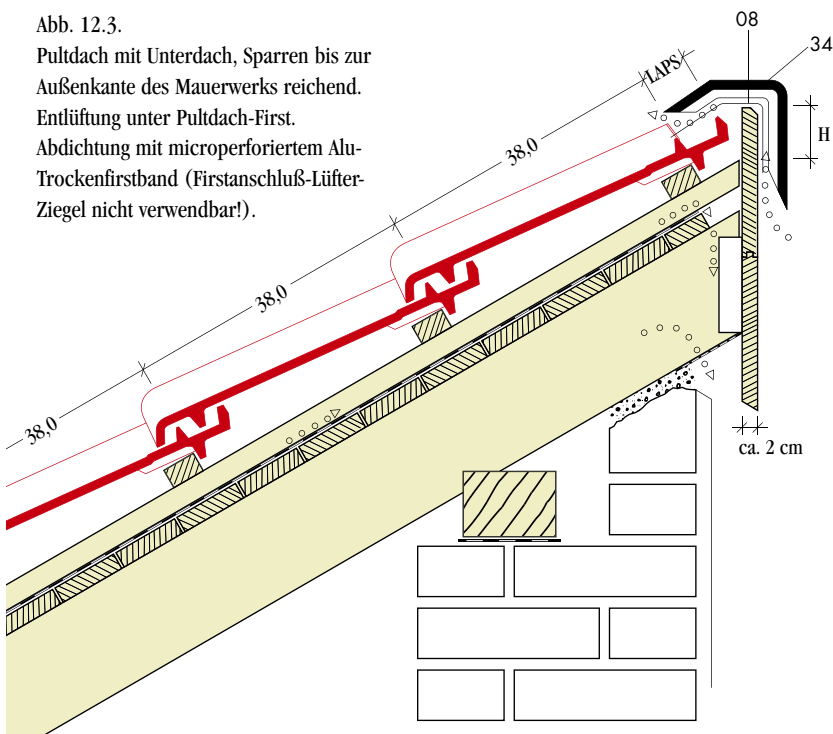 Abb. 12.3.
Pultdach mit Unterdach, Sparren bis zur
Außenkante des Mauerwerks reichend.
Entlüftung unter Pultdach-First.
Abdichtung mit microperforiertem Alu-
Trockenfirstband (Firstanschluß-Lüfter-
Ziegel nicht verwendbar!).
08
34
LAPS
H
38,0
38,0
38,0
ca. 2 cm